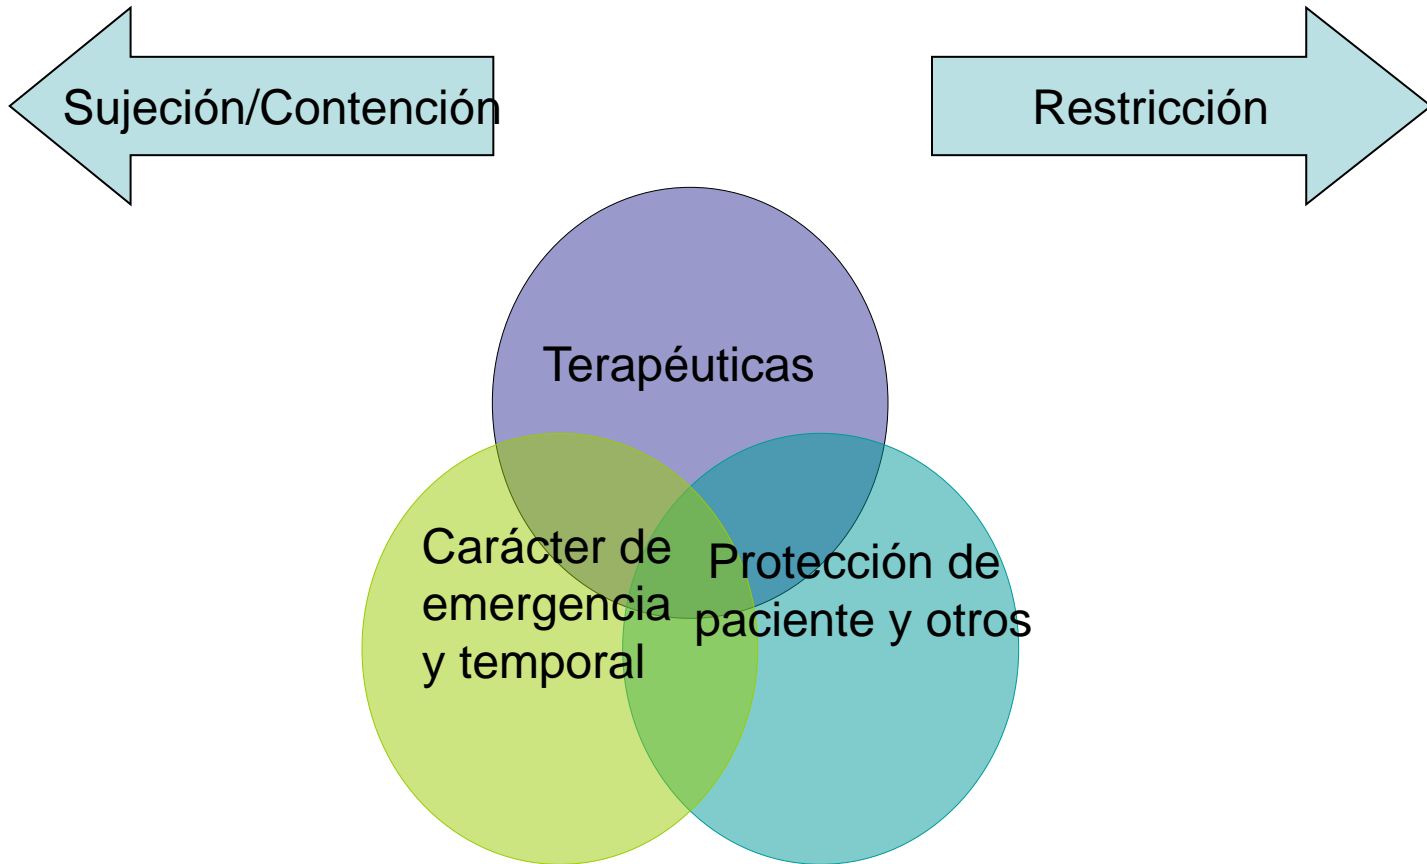 Sujeción/Contención
Restricción
Terapéuticas
Carácter de
emergencia
y temporal
Protección de
paciente y otros